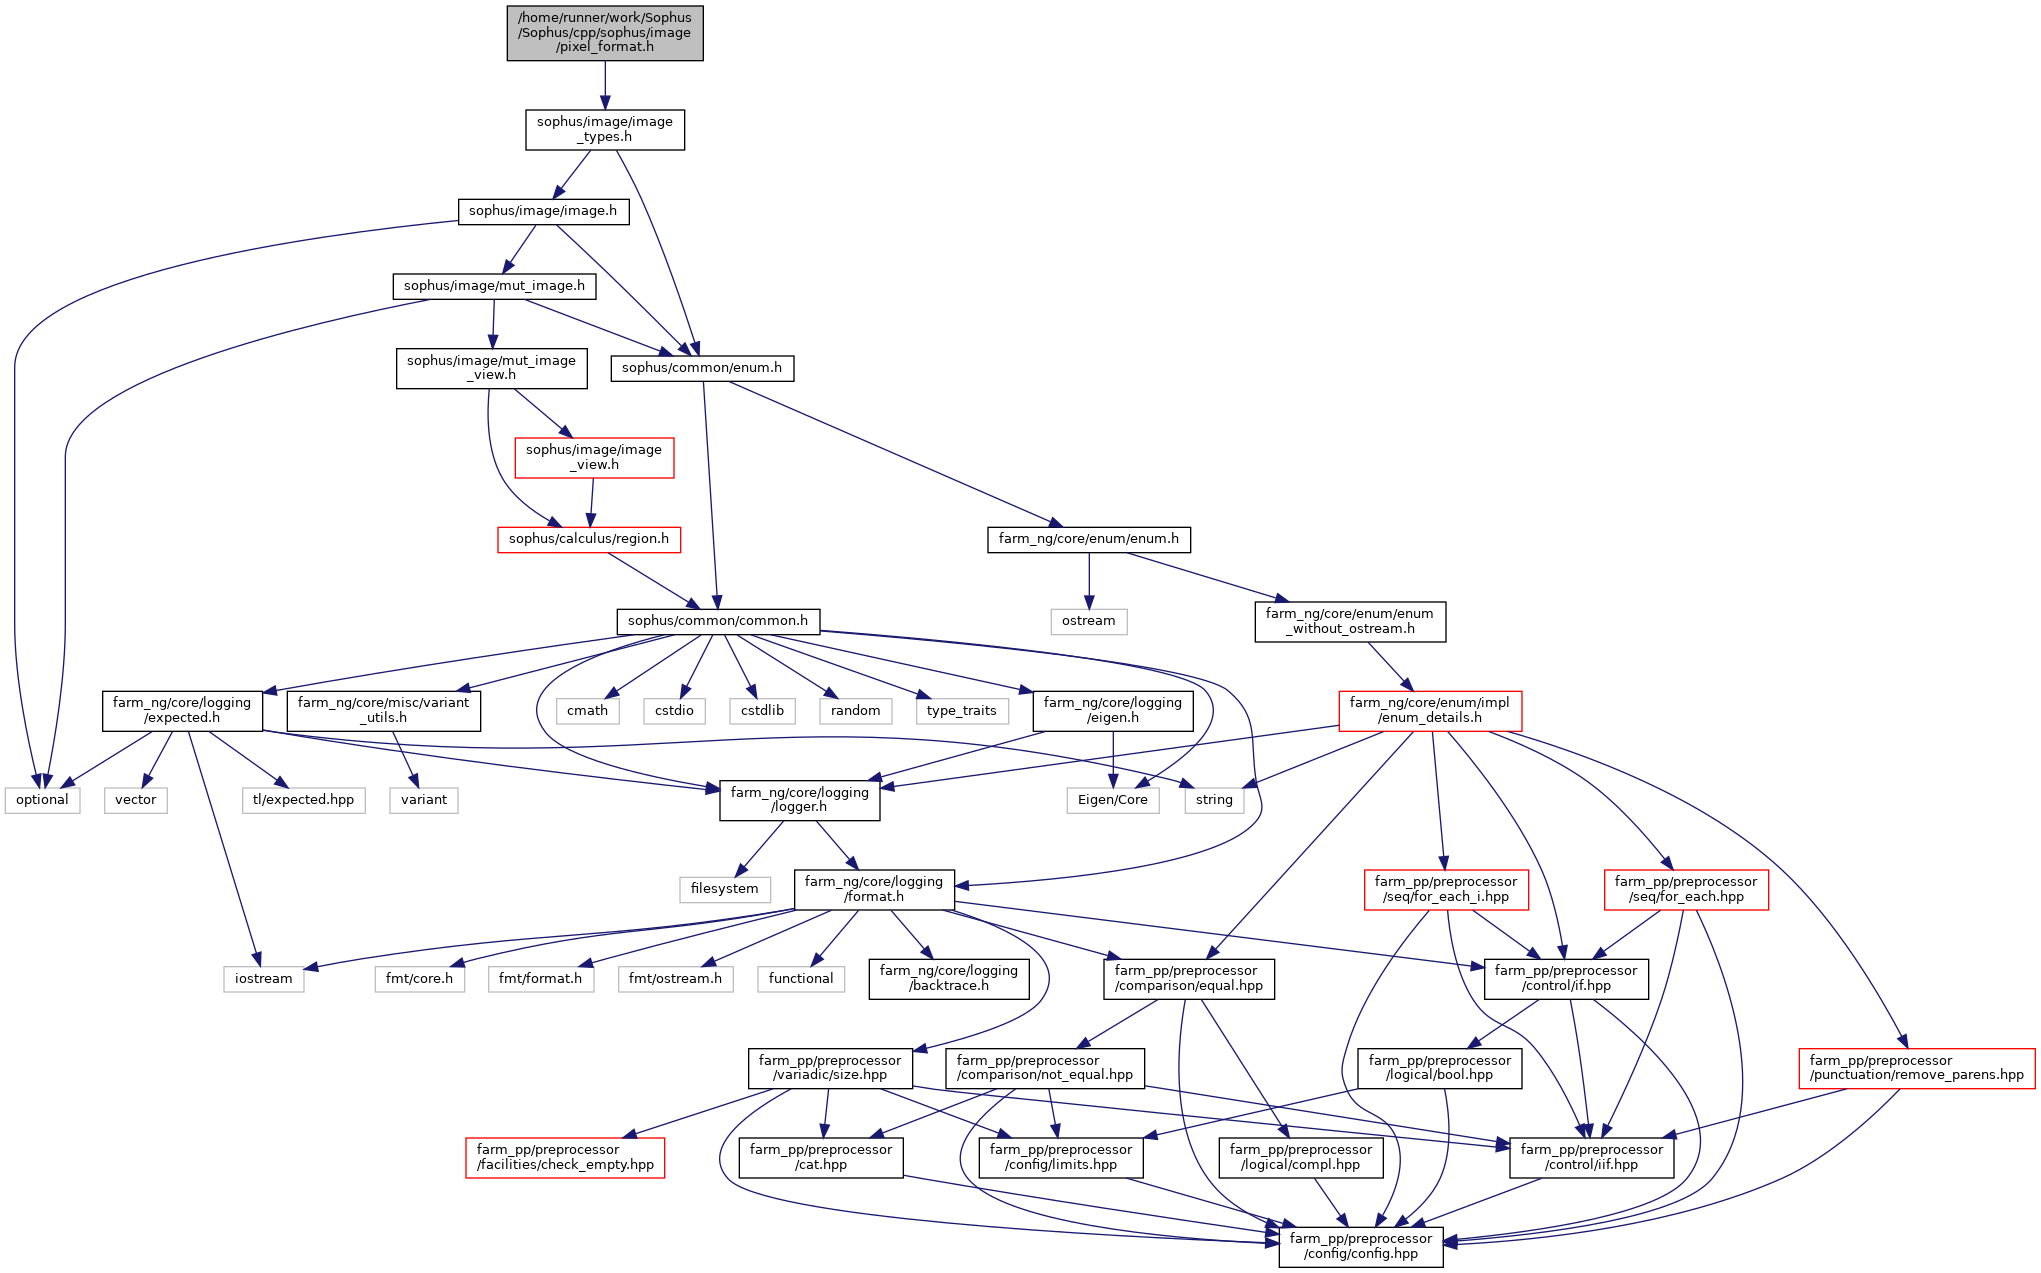 /home/runner/work/Sophus
/Sophus/cpp/sophus/image
/pixel_format.h
sophus/image/image
_types.h
sophus/image/image.h
sophus/image/mut_image.h
sophus/image/mut_image
_view.h
sophus/common/enum.h
sophus/image/image
_view.h
sophus/calculus/region.h
farm_ng/core/enum/enum.h
sophus/common/common.h
ostream
farm_ng/core/enum/enum
_without_ostream.h
farm_ng/core/logging
/expected.h
farm_ng/core/misc/variant
_utils.h
cmath
cstdio
cstdlib
random
type_traits
farm_ng/core/logging
/eigen.h
farm_ng/core/enum/impl
/enum_details.h
optional
vector
tl/expected.hpp
variant
farm_ng/core/logging
/logger.h
Eigen/Core
string
filesystem
farm_ng/core/logging
/format.h
farm_pp/preprocessor
/seq/for_each_i.hpp
farm_pp/preprocessor
/seq/for_each.hpp
iostream
fmt/core.h
fmt/format.h
fmt/ostream.h
functional
farm_ng/core/logging
/backtrace.h
farm_pp/preprocessor
/comparison/equal.hpp
farm_pp/preprocessor
/control/if.hpp
farm_pp/preprocessor
/variadic/size.hpp
farm_pp/preprocessor
/comparison/not_equal.hpp
farm_pp/preprocessor
/logical/bool.hpp
farm_pp/preprocessor
/punctuation/remove_parens.hpp
farm_pp/preprocessor
/facilities/check_empty.hpp
farm_pp/preprocessor
/cat.hpp
farm_pp/preprocessor
/config/limits.hpp
farm_pp/preprocessor
/logical/compl.hpp
farm_pp/preprocessor
/control/iif.hpp
farm_pp/preprocessor
/config/config.hpp